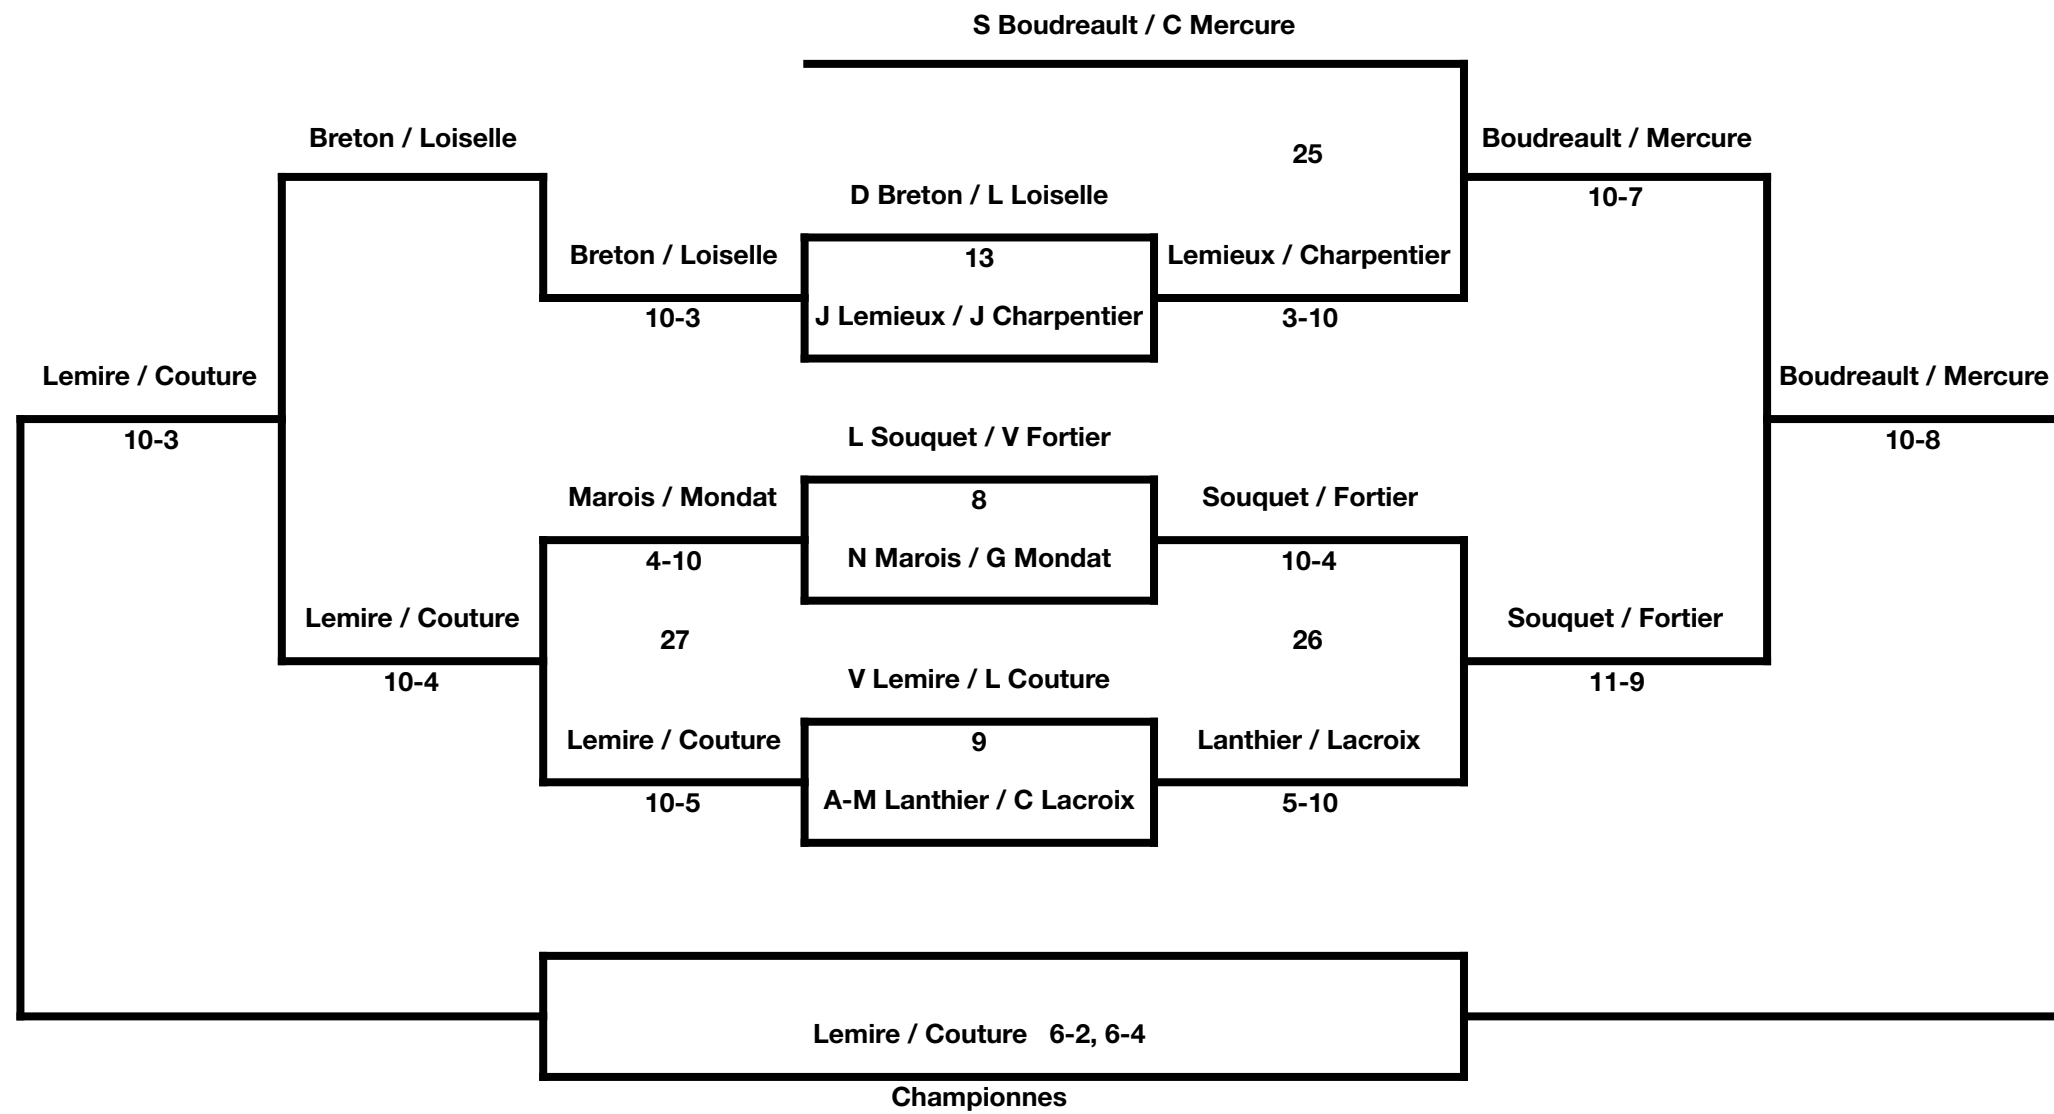 S Boudreault / C Mercure
Breton / Loiselle
Boudreault / Mercure
25
D Breton / L Loiselle
10-7
Breton / Loiselle
13
Lemieux / Charpentier
10-3
J Lemieux / J Charpentier
3-10
Lemire / Couture
Boudreault / Mercure
10-3
L Souquet / V Fortier
10-8
Marois / Mondat
8
Souquet / Fortier
4-10
N Marois / G Mondat
10-4
Lemire / Couture
27
26
Souquet / Fortier
10-4
V Lemire / L Couture
11-9
Lemire / Couture
9
Lanthier / Lacroix
10-5
A-M Lanthier / C Lacroix
5-10
Lemire / Couture 6-2, 6-4
Championnes